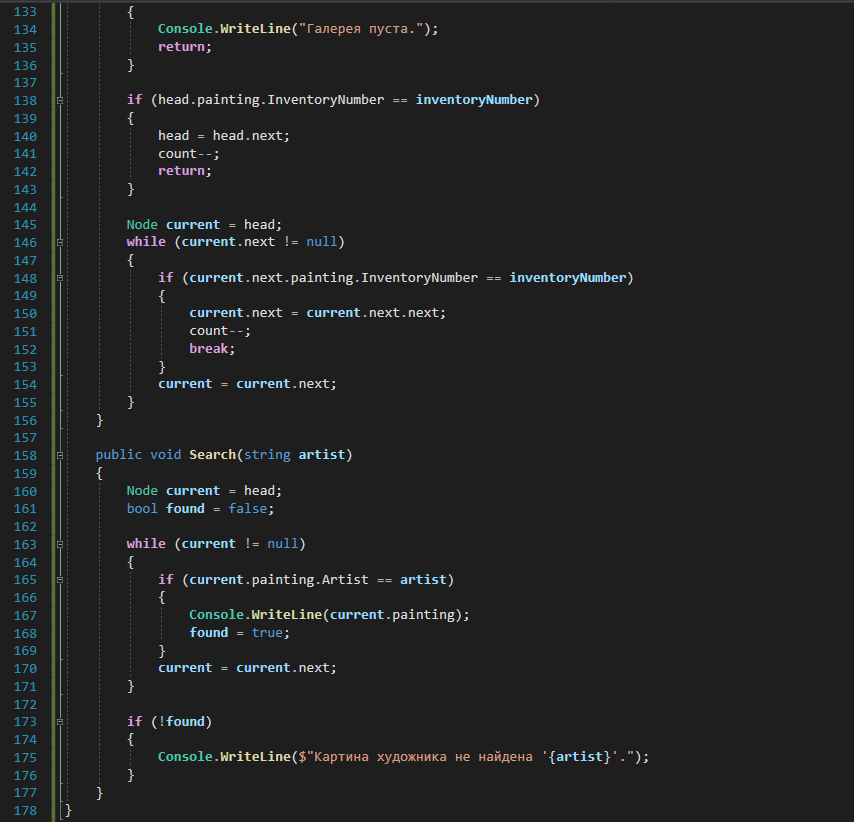 133         {
134             Console.WriteLine("Галерея пуста.");
135             return;
136         }
137
138         if (head.painting.InventoryNumber == inventoryNumber)
139         {
140             head = head.next;
141             count--;
142             return;
143         }
144
145         Node current = head;
146         while (current.next != null)
147         {
148             if (current.next.painting.InventoryNumber == inventoryNumber)
149             {
150                 current.next = current.next.next;
151                 count--;
152                 break;
153             }
154             current = current.next;
155         }
156     }
157
158     public void Search(string artist)
159     {
160         Node current = head;
161         bool found = false;
162
163         while (current != null)
164         {
165             if (current.painting.Artist == artist)
166             {
167                 Console.WriteLine(current.painting);
168                 found = true;
169             }
170             current = current.next;
171         }
172
173         if (!found)
174         {
175             Console.WriteLine($"Картина художника не найдена '{artist}'.");
176         }
177     }
178 }